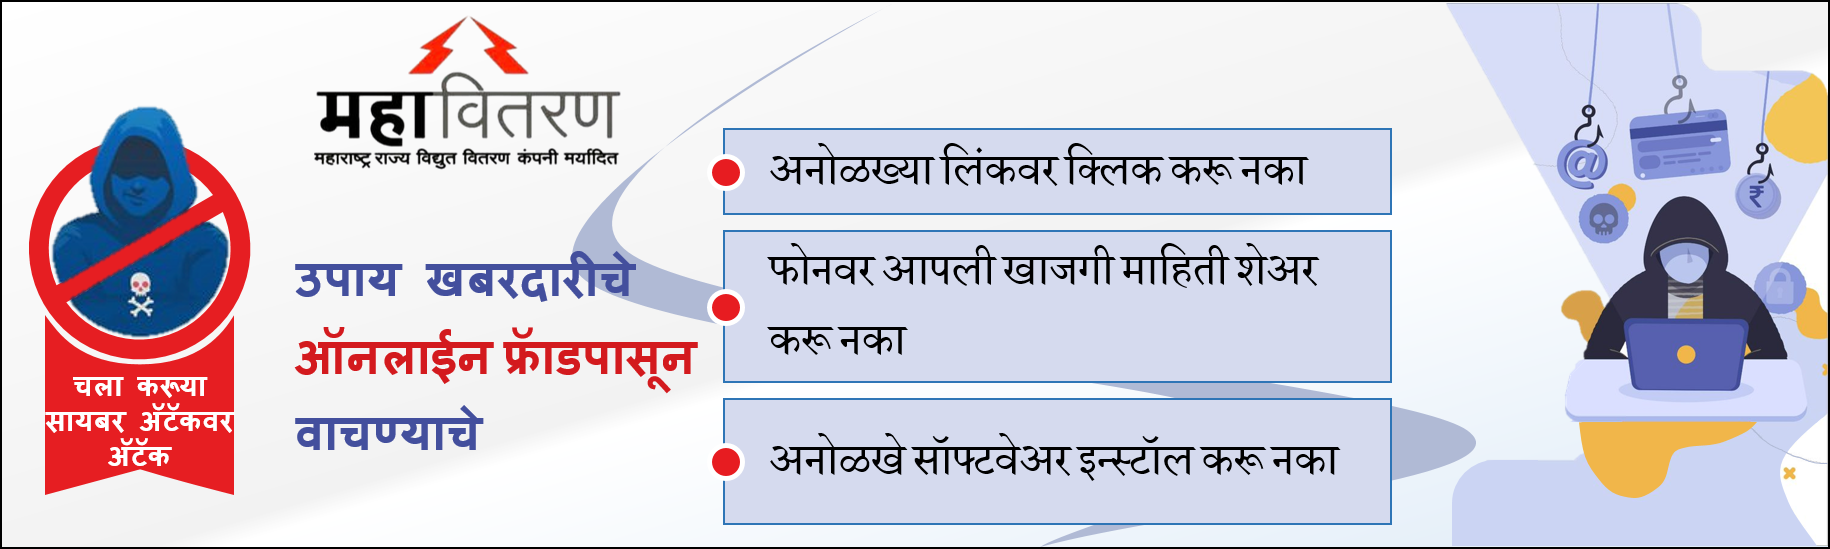 महावितरण
महाराष्ट्र राज्य विद्युत वितरण कंपनी मर्यादित
चला करूया
सायबर ॲटॅकवर
ॲटॅक
उपाय खबरदारीचे
ऑनलाईन फ्रॅाडपासून
वाचण्याचे
अनोळख्या लिंकवर क्लिक करू नका
फोनवर आपली खाजगी माहिती शेअर
करू नका
अनोळखे सॉफ्टवेअर इन्स्टॉल करू नका
@
₹